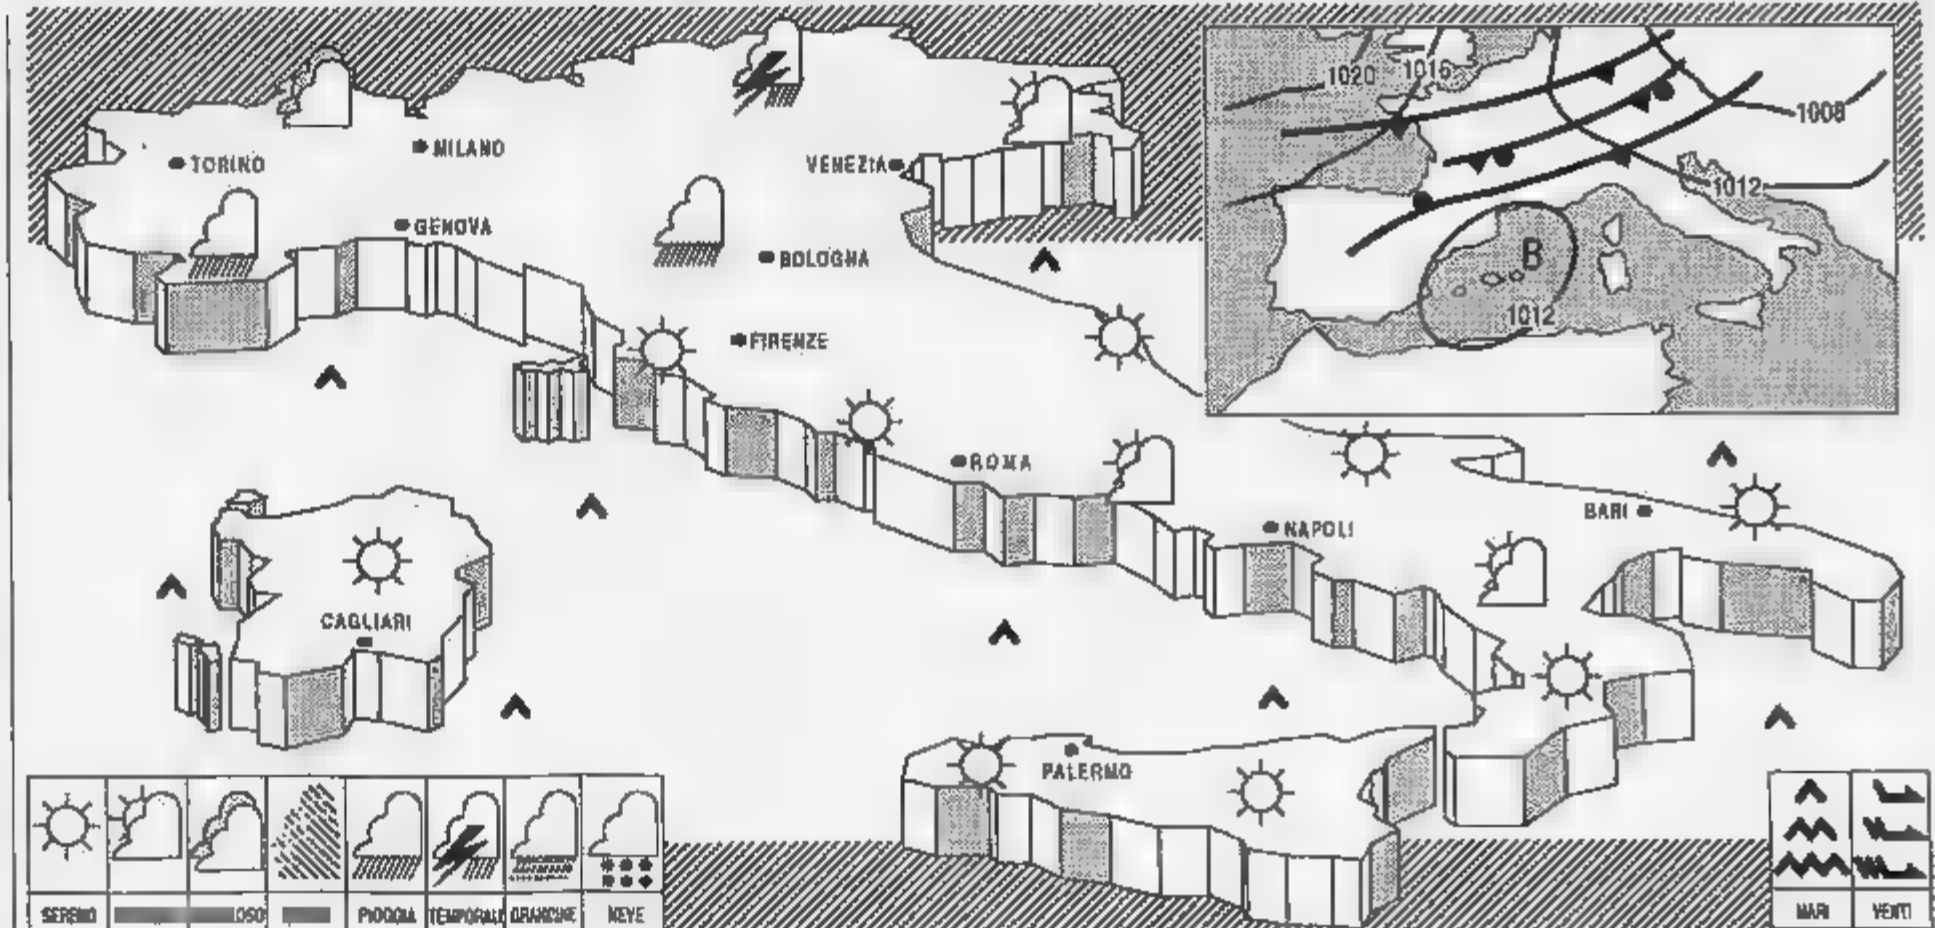 1020 1016
1008
MILANO
TORINO
VENEZIA
1012
GENOVA
BOLOGNA
B
1012
FIRENZE
ROMA
BARI
NAPOLI
CAGLIARI
PALERMO
SERENO OSO PIOGGIA TEMPORALE GRANDINE NEVE
MARI VENTI